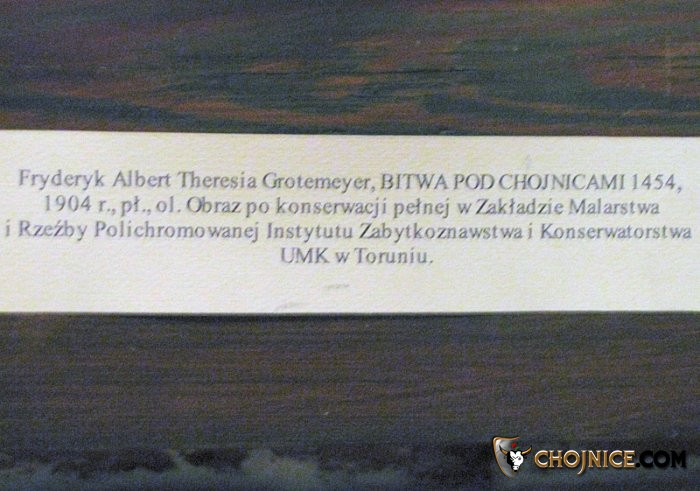 Fryderyk Albert Theresia Grotemeyer, BITWA POD CHOJNICAMI 1454,
1904 r., pł., ol. Obraz po konserwacji pełnej w Zakładzie Malarstwa
i Rzeźby Polichromowanej Instytutu Zabytkoznawstwa i Konserwatorstwa
UMK w Toruniu.
CHOJNICE.COM